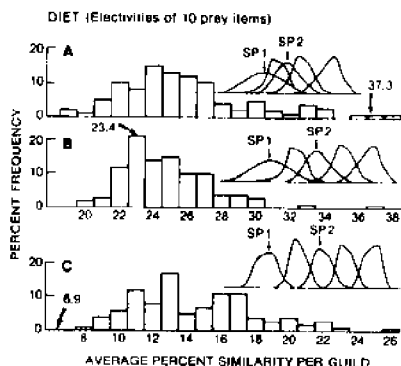 DIET (Electivities of 10 prey items)
PERCENT FREQUENCY
A
20
10
0
SP1
SP2
37.3
B
20
10
0
23.4
SP1
SP2
20 22 24 26 28 30 32 34 36 38
C
20
10
0
6.9
SP1
SP2
8 10 12 14 16 18 20 22 24 26
AVERAGE PERCENT SIMILARITY PER GUILD